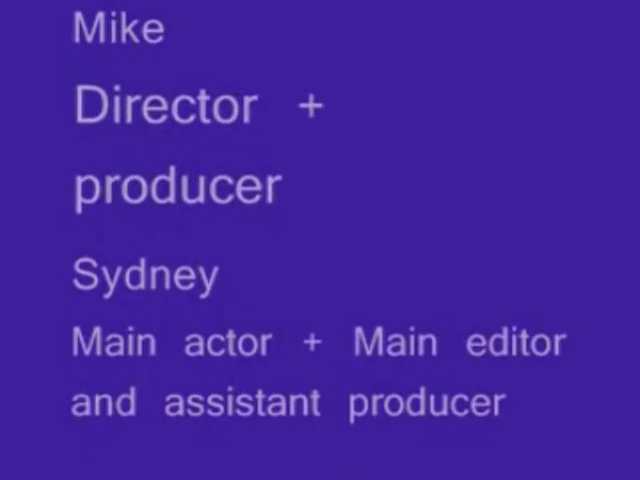 Mike
Director +
producer
Sydney
Main actor + Main editor
and assistant producer